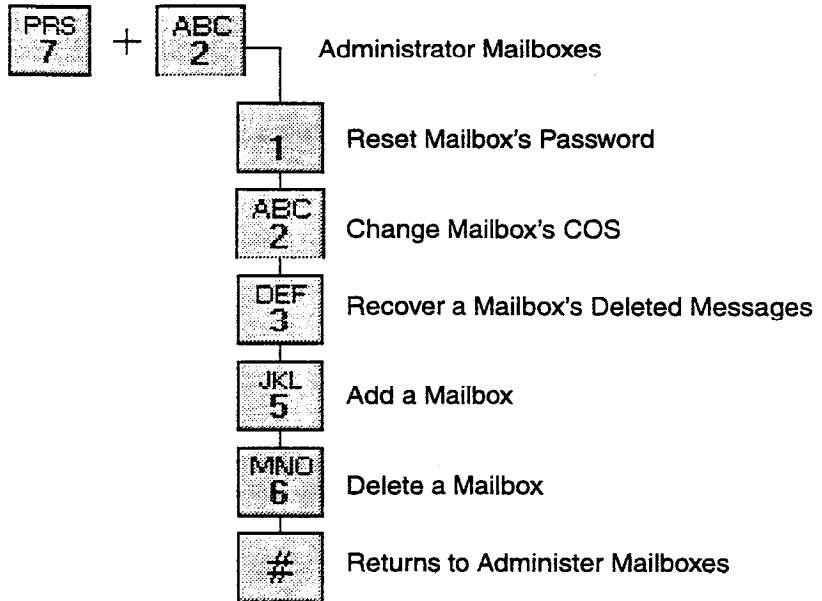 PRS
7 + ABC
2 Administrator Mailboxes
1 Reset Mailbox's Password
ABC
2 Change Mailbox's COS
DEF
3 Recover a Mailbox's Deleted Messages
JKL
5 Add a Mailbox
MNO
6 Delete a Mailbox
# Returns to Administer Mailboxes